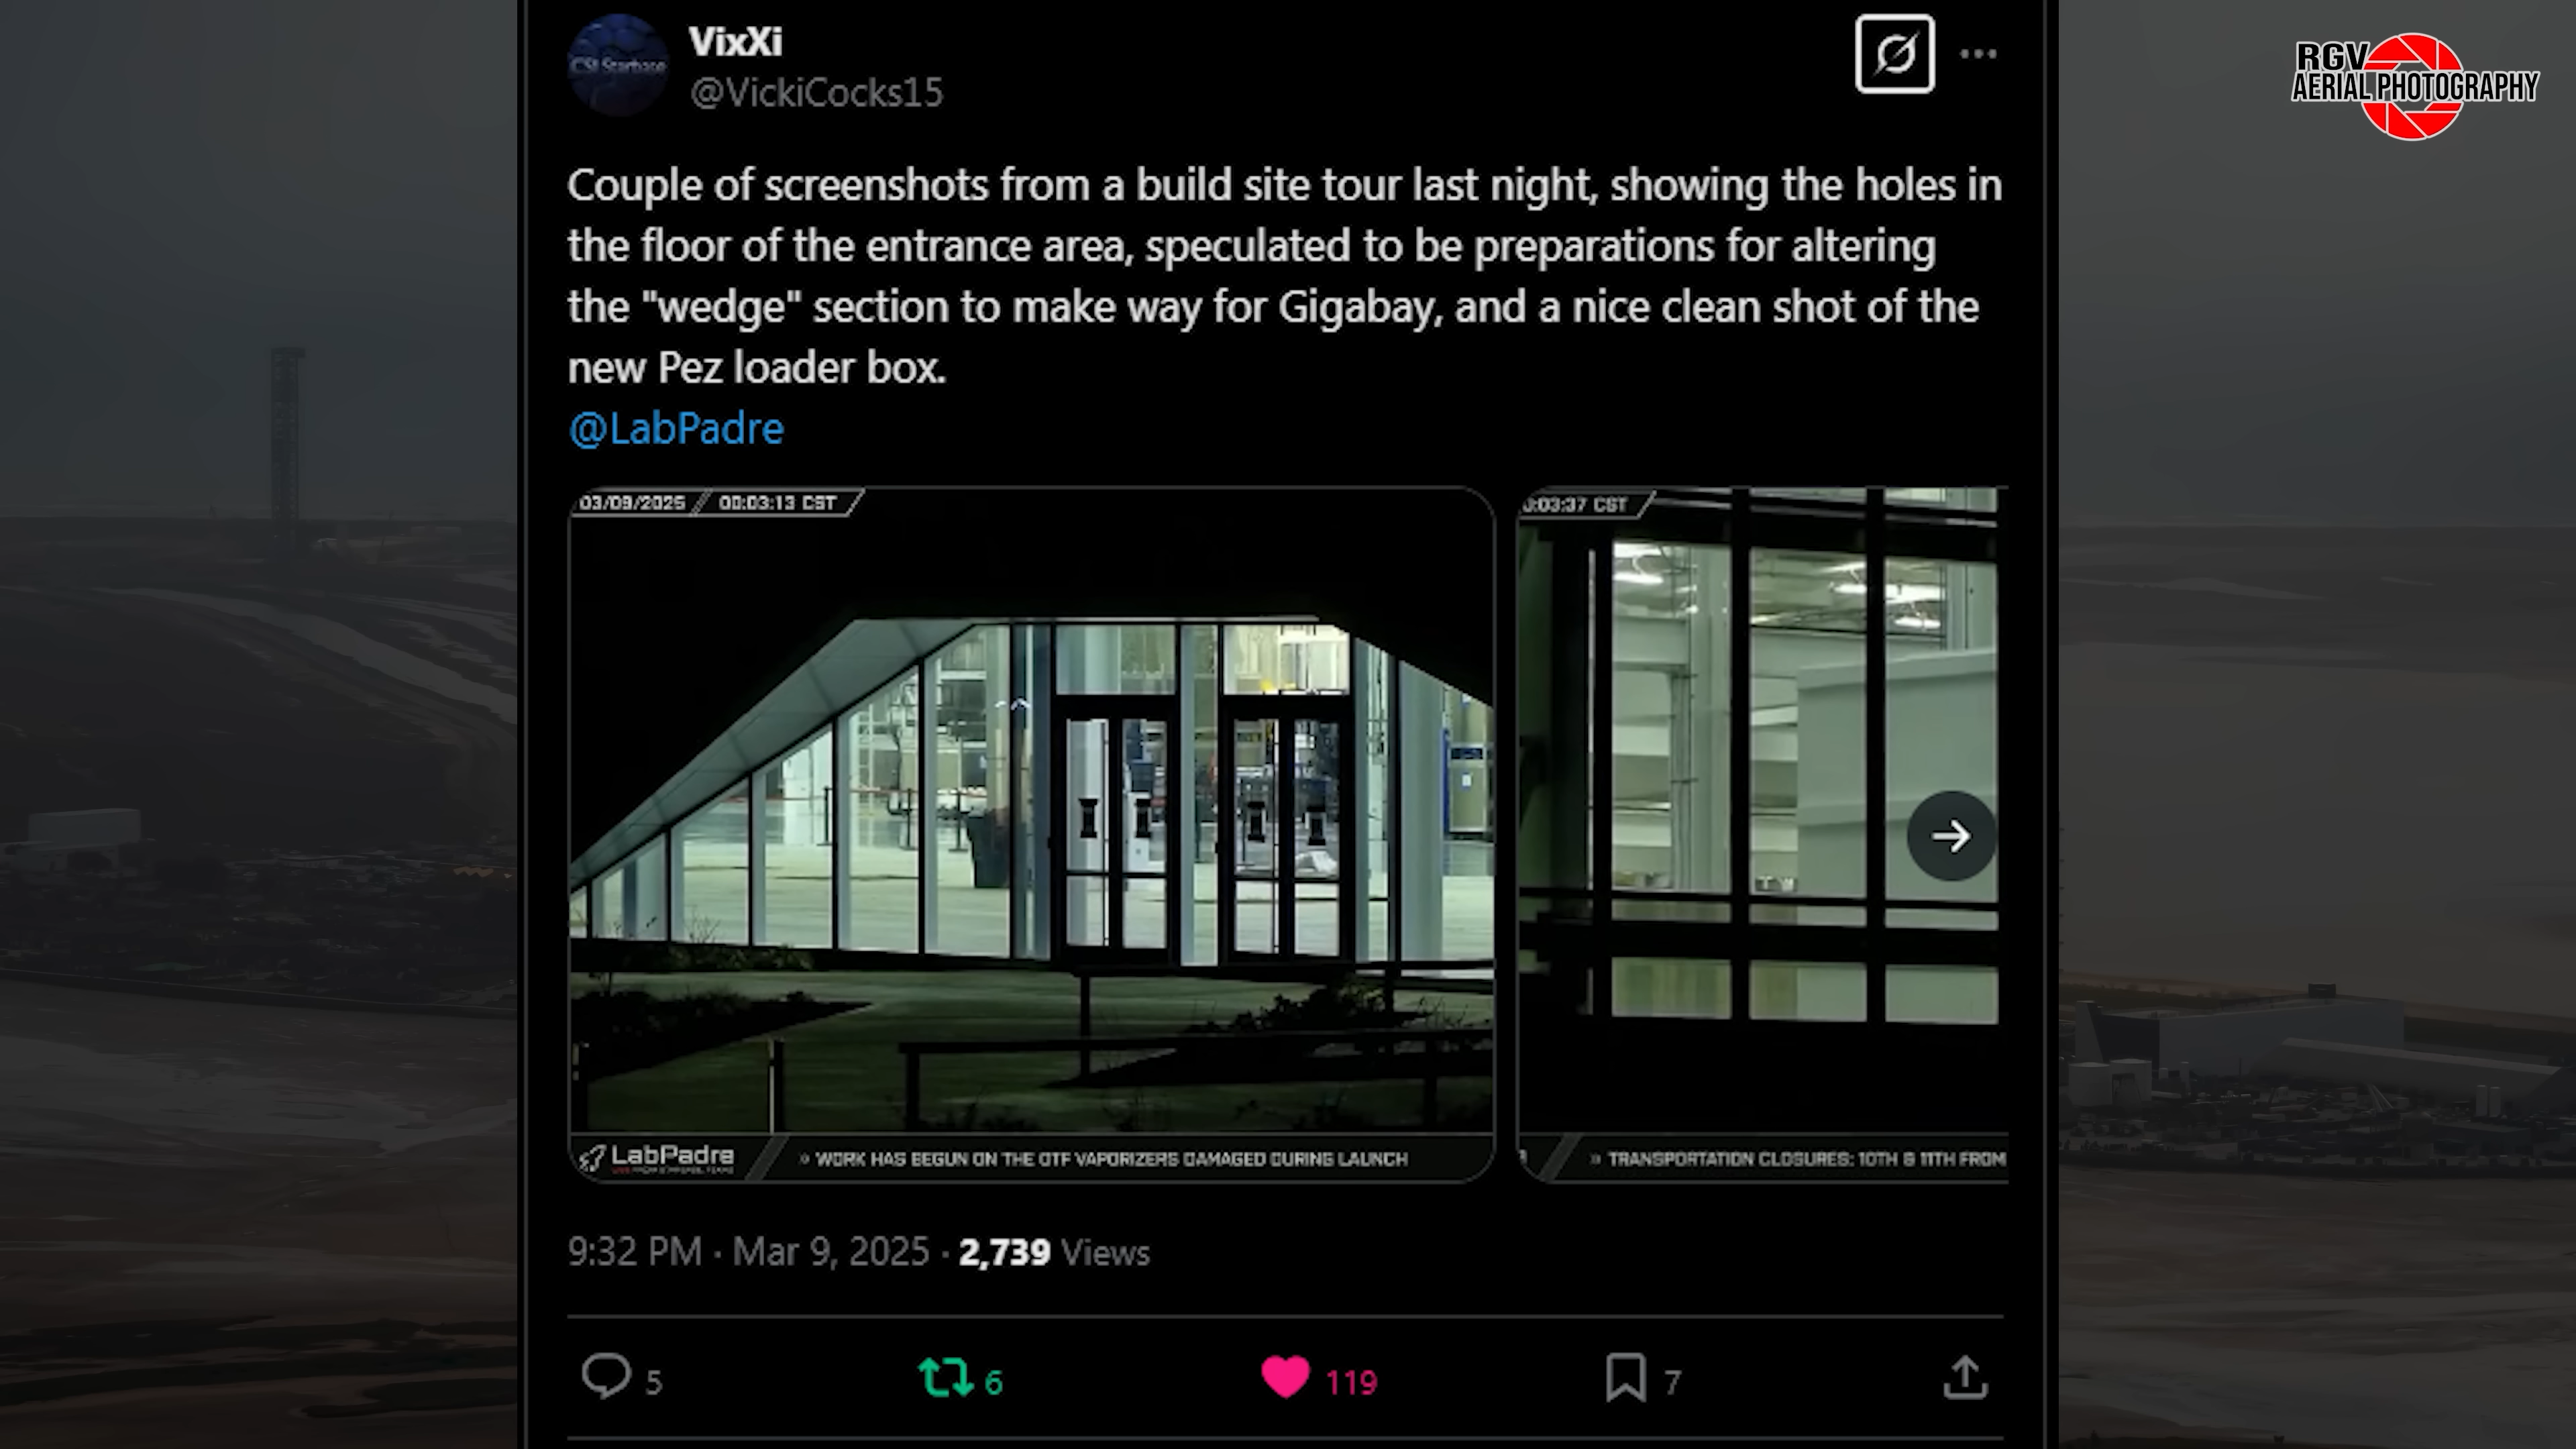 RGV
AERIAL PHOTOGRAPHY
CSI Starbase
VixXi
@VickiCocks15
Couple of screenshots from a build site tour last night, showing the holes in
the floor of the entrance area, speculated to be preparations for altering
the "wedge" section to make way for Gigabay, and a nice clean shot of the
new Pez loader box.
@LabPadre
03/09/2025 // 00:03:13 CST
0:03:37 CST
LabPadre
» WORK HAS BEGUN ON THE OTF VAPORIZERS DAMAGED DURING LAUNCH
» TRANSPORTATION CLOSURES: 10TH & 11TH FROM
9:32 PM · Mar 9, 2025 · 2,739 Views
5
6
119
7